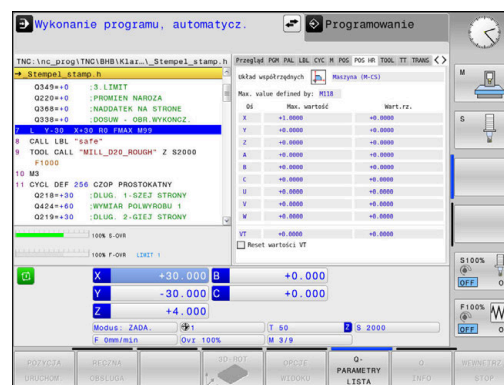 Wykonanie programu, automatycz.
Programowanie
TNC:\nc_prog\TNC\BHB\Klar…\_Stempel_stamp.h
→_Stempel_stamp.h
Q349=+0 ;3.LIMIT
Q220=+0 ;PROMIEN NAROZA
Q368=+0 ;NADDATEK NA STRONE
Q338=+0 ;DOSUW - OBR.WYKONCZ.
7 L Y-30 X+30 R0 FMAX M99
8 CALL LBL "safe"
9 TOOL CALL "MILL_D20_ROUGH" Z S2000
F1000
10 M3
11 CYCL DEF 256 CZOP PROSTOKATNY
Q218=+30 ;DLUG. 1-SZEJ STRONY
Q424=+60 ;WYMIAR POLWYROBU 1
Q219=+30 ;DLUG. 2-GIEJ STRONY
100% S-OVR
100% F-OVR LIMIT 1
Przegląd PGM PAL LBL CYC M POS POS HR TOOL TT TRANS
Układ współrzędnych Maszyna (M-CS)
Max. value defined by: M118
Oś Max. wartość Wart.rz.
X +1.0000 +0.0000
Y +0.0000 +0.0000
Z +0.0000 +0.0000
A +0.0000 +0.0000
B +0.0000 +0.0000
C +0.0000 +0.0000
U +0.0000 +0.0000
V +0.0000 +0.0000
W +0.0000 +0.0000
VT +0.0000 +0.0000
Reset wartości VT
X +30.000 B +0.000
Y -30.000 C +0.000
Z +4.000
Modus: ZADA. 1 T 50 Z S 2000
F 0mm/min Ovr 100% M 3/9
M
S
S100%
OFF
F100%
OFF
POZYCJA
URUCHOM
RECZNA
OBSLUGA
3D-ROT
OPCJE
WIDOKU
Q-
PARAMETRY
LISTA
Q
INFO
WEWNETRZ
STOP